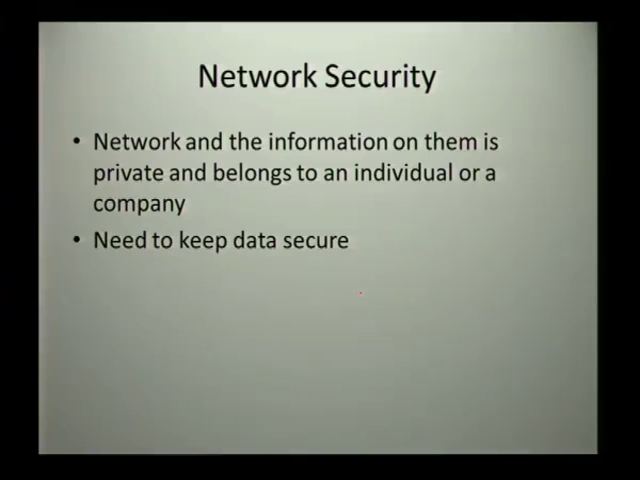 Network Security
• Network and the information on them is
private and belongs to an individual or a
company
• Need to keep data secure